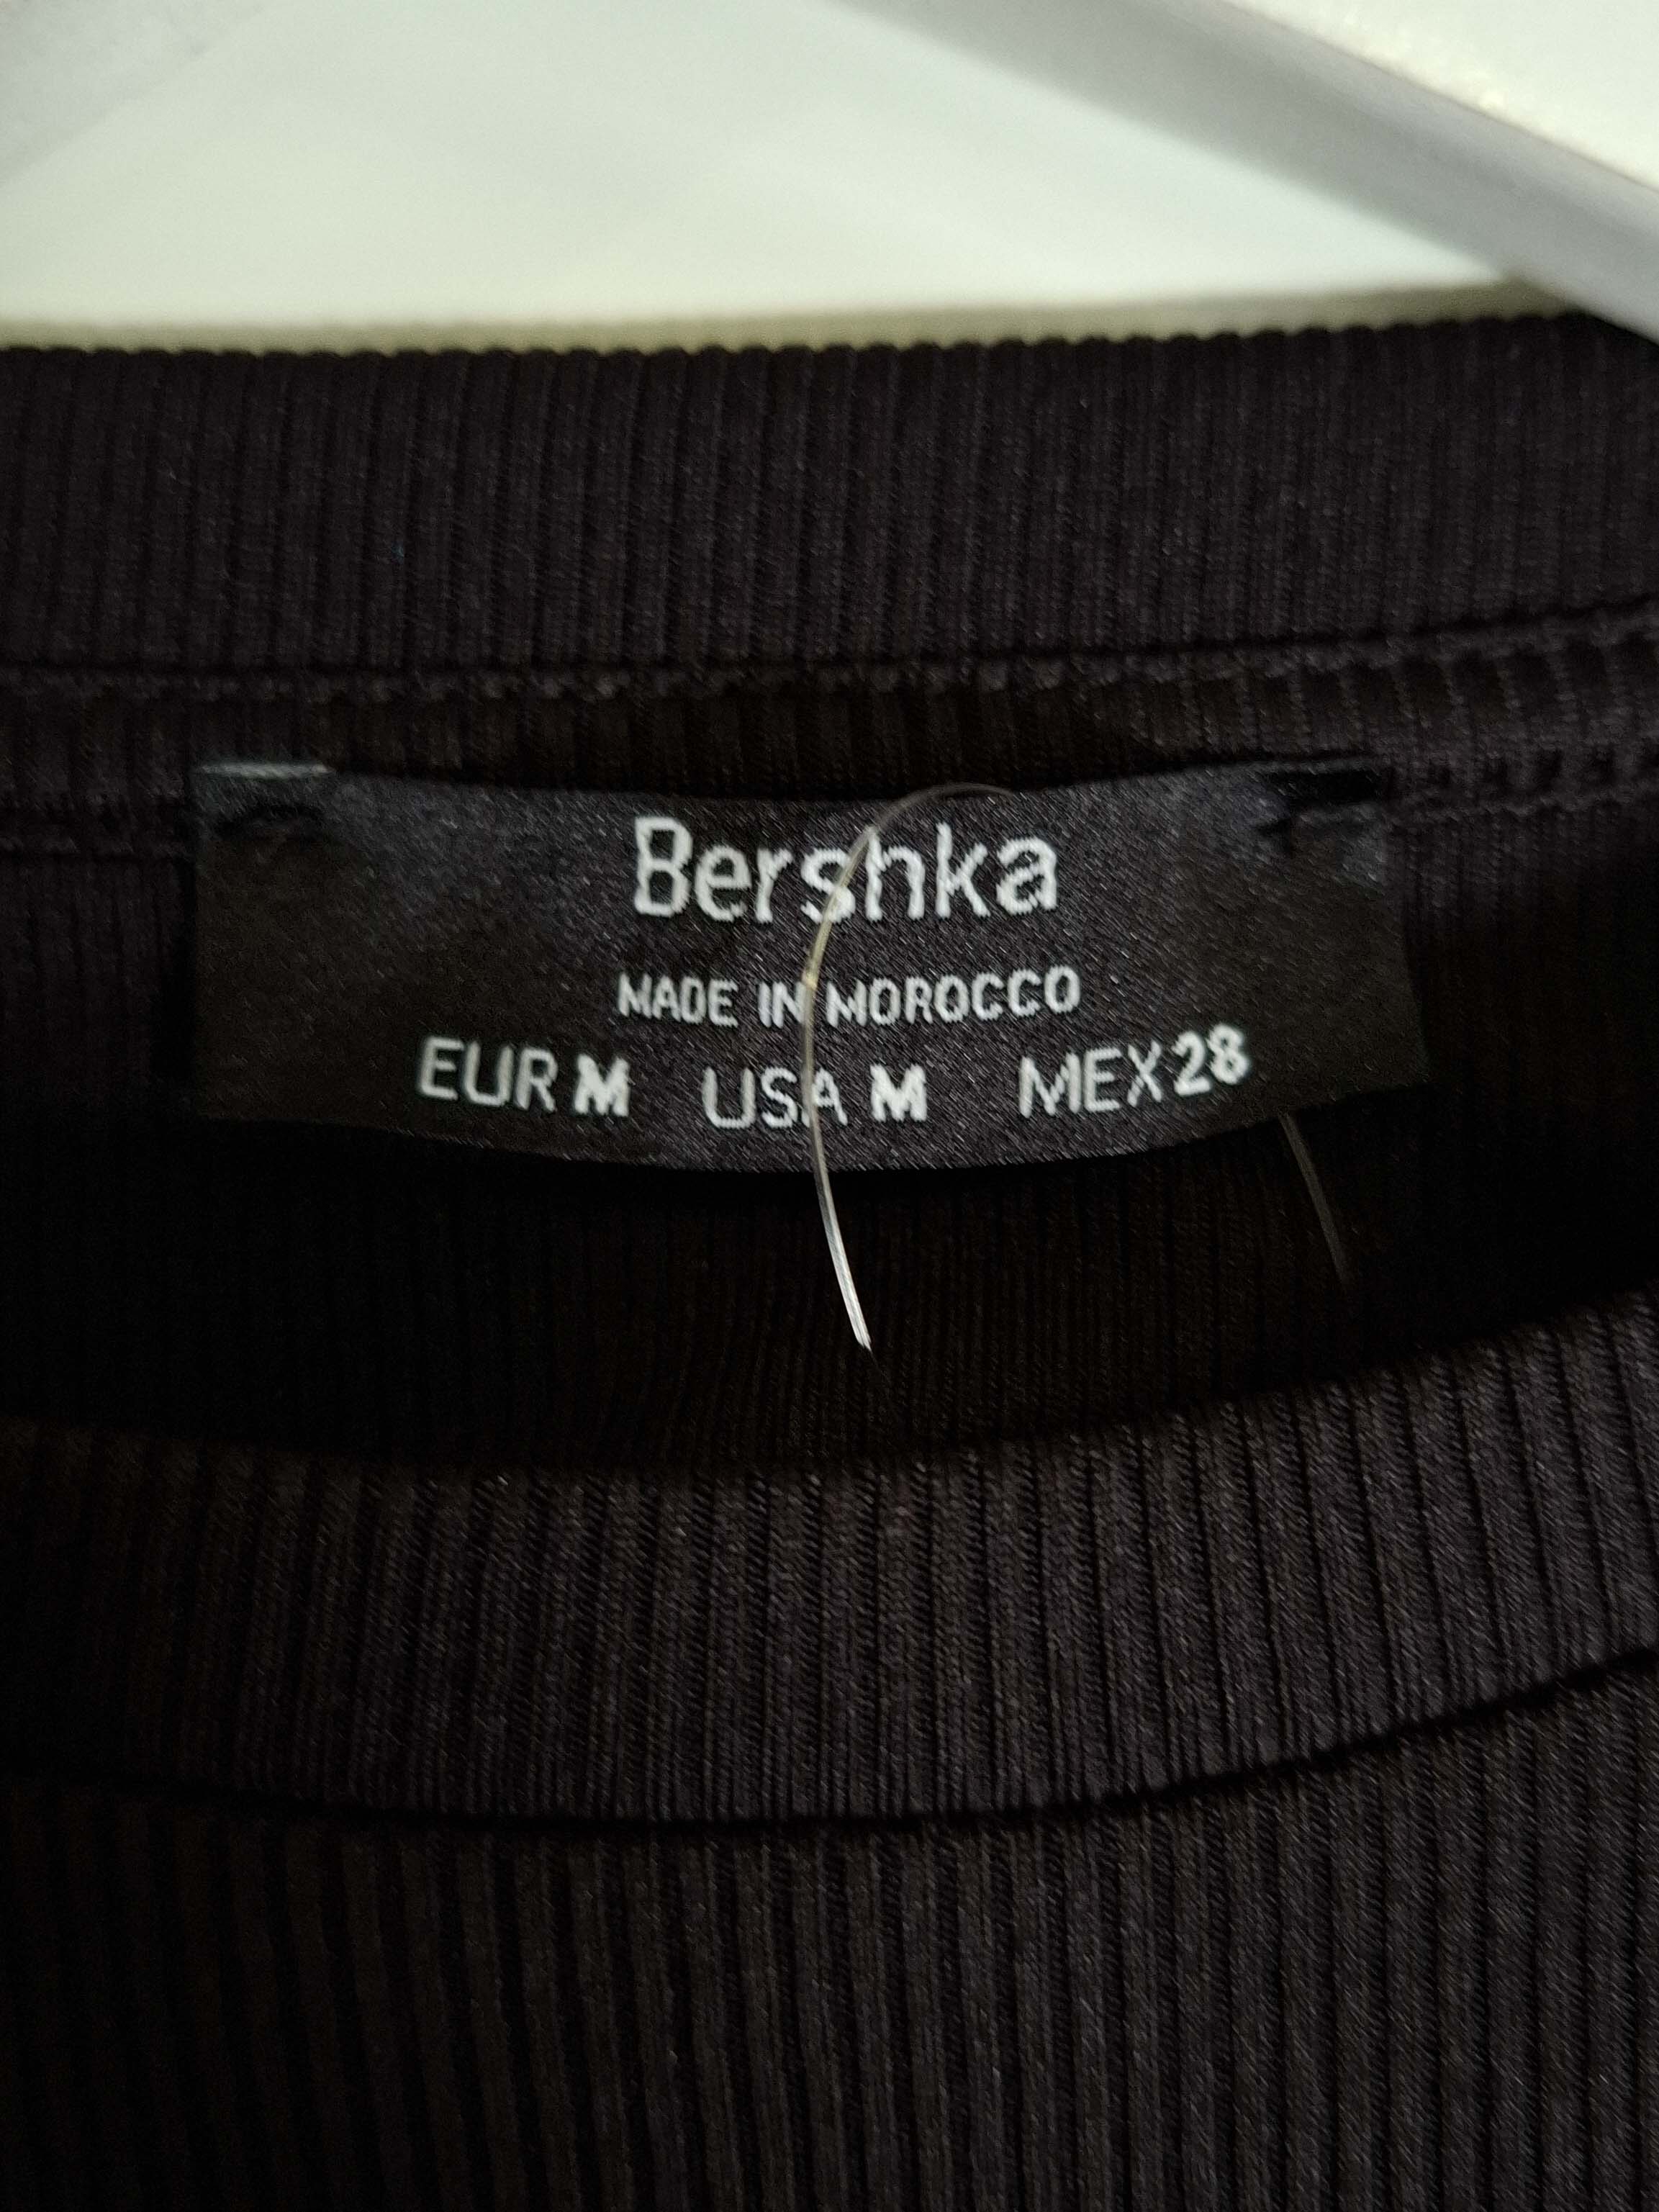 Bershka
MADE IN MOROCCO
EUR M USA M MEX 28